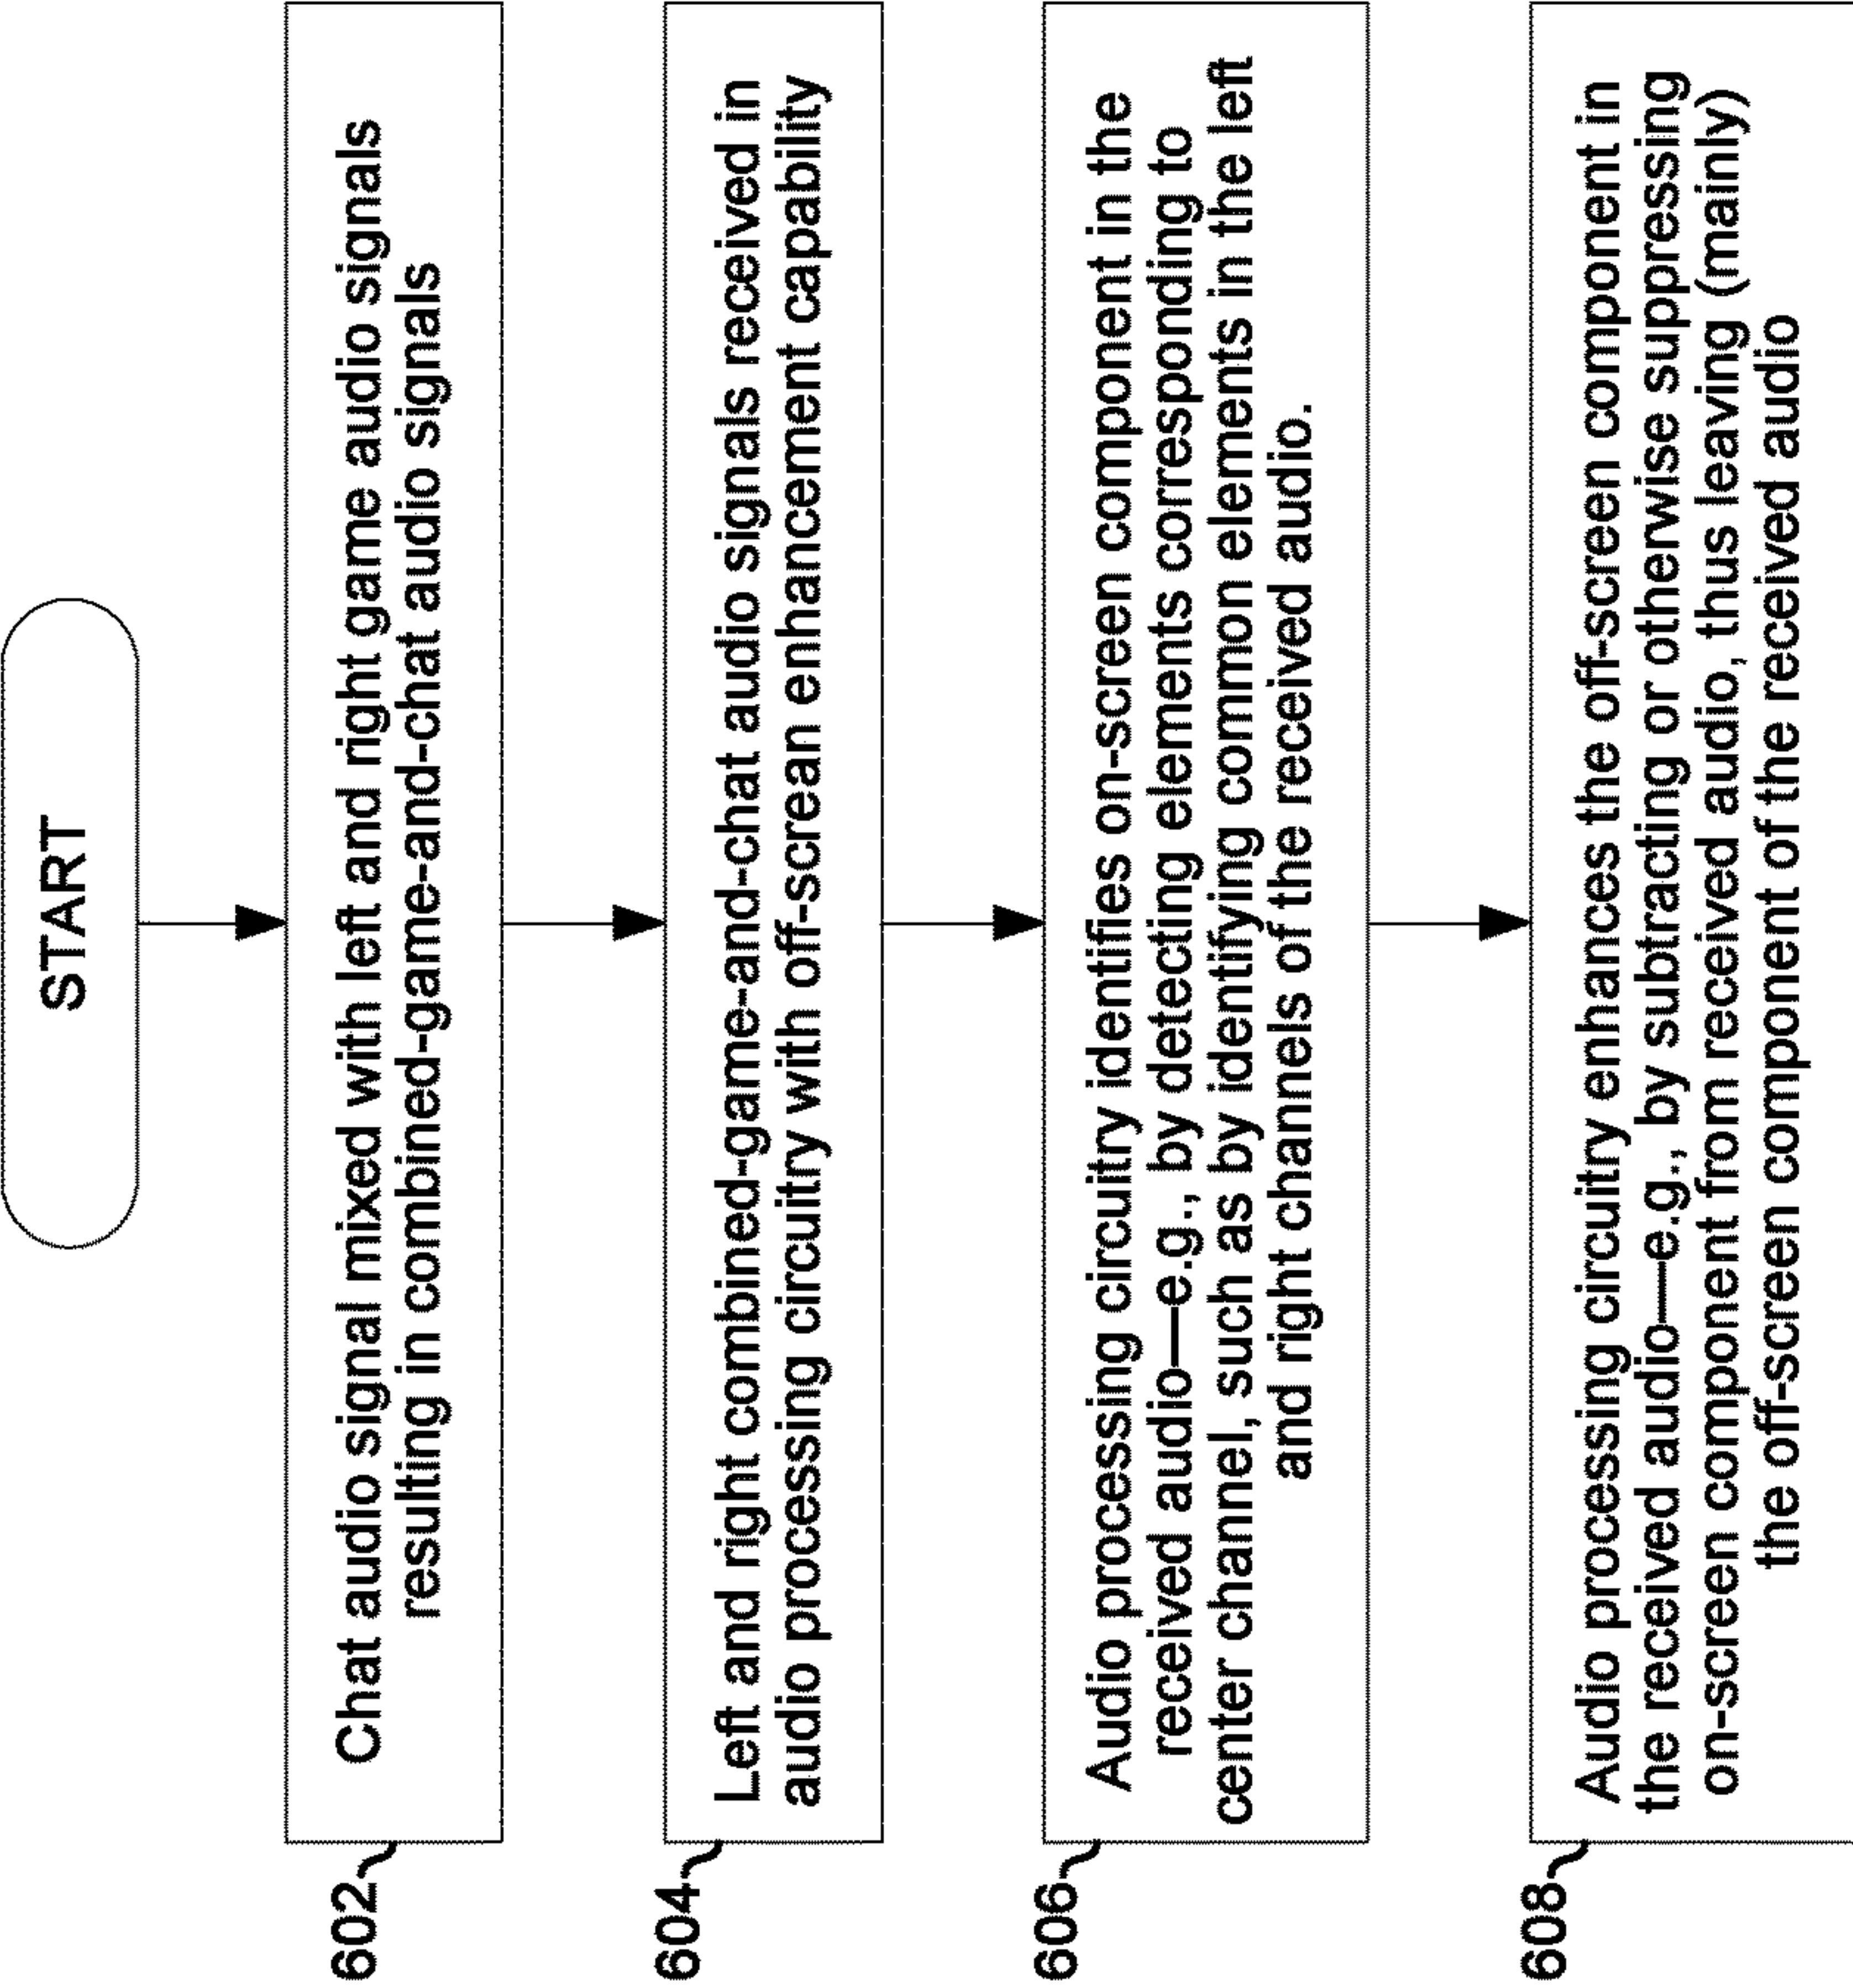 START
602
Chat audio signal mixed with left and right game audio signals
resulting in combined-game-and-chat audio signals
604
Left and right combined-game-and-chat audio signals received in
audio processing circuitry with off-screan enhancement capability
606
Audio processing circuitry identifies on-screen component in the
received audio—e.g., by detecting elements corresponding to
center channel, such as by identifying common elements in the left
and right channels of the received audio.
608
Audio processing circuitry enhances the off-screen component in
the received audio—e.g., by subtracting or otherwise suppressing
on-screen component from received audio, thus leaving (mainly)
the off-screen component of the received audio